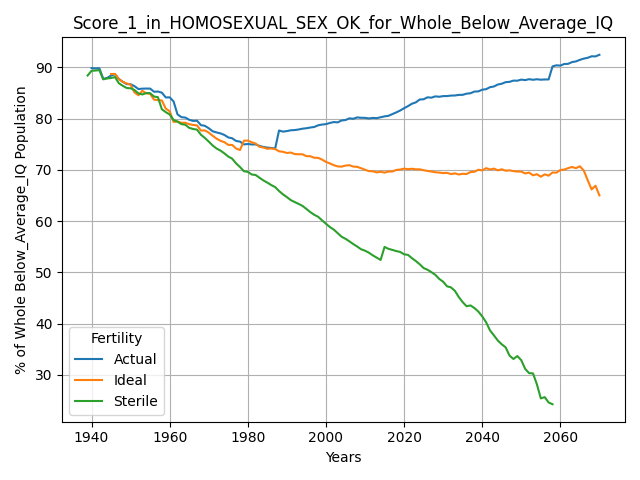 Score_1_in_HOMOSEXUAL_SEX_OK_for_Whole_Below_Average_IQ
% of Whole Below_Average_IQ Population
90
80
70
60
50
40
30
Fertility
Actual
Ideal
Sterile
1940 1960 1980 2000 2020 2040 2060
Years